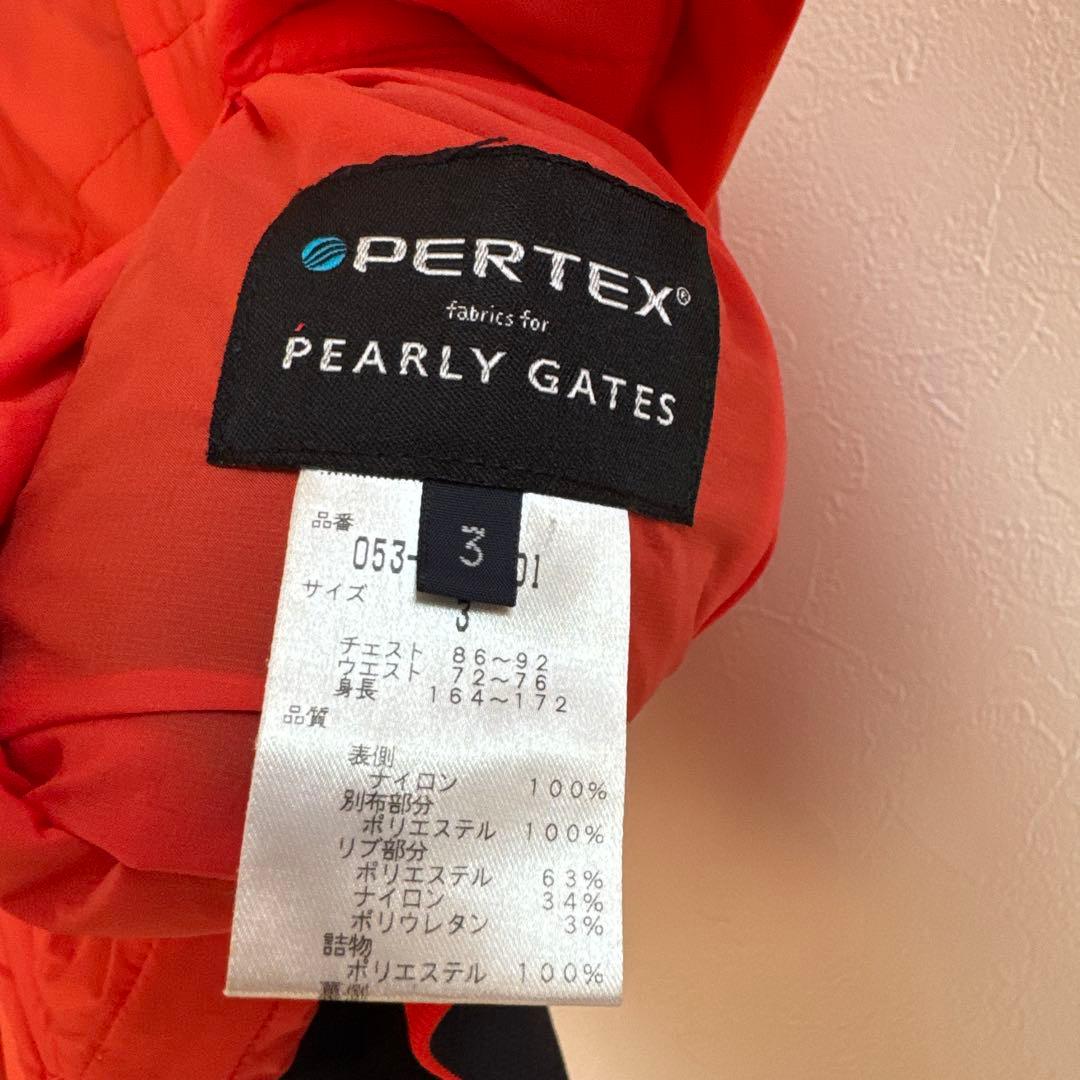 PERTEX®
fabrics for
PEARLY GATES
3
品番
053- 01
サイズ
3
チェスト 86~92
ウエスト 72~76
身長 164~172
品質
表側
ナイロン 100%
別布部分
ポリエステル 100%
リブ部分
ポリエステル 63%
ナイロン 34%
ポリウレタン 3%
詰物
ポリエステル 100%